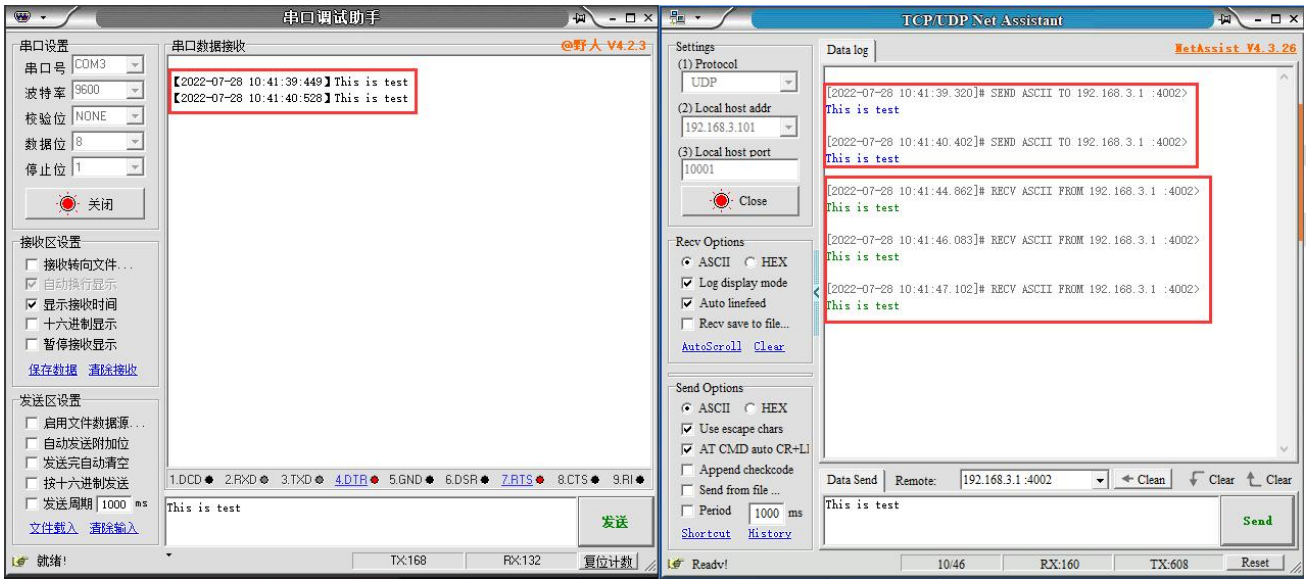 串口调试助手
串口设置
串口号 COM3
波特率 9600
校验位 NONE
数据位 8
停止位 1
关闭
接收区设置
接收转向文件...
自动换行显示
显示接收时间
十六进制显示
暂停接收显示
保存数据 清除接收
发送区设置
启用文件数据源...
自动发送附加位
发送完自动清空
按十六进制发送
发送周期 1000 ms
文件载入 清除输入
串口数据接收 @野人 V4.2.3
【2022-07-28 10:41:39:449】This is test
【2022-07-28 10:41:40:528】This is test
1.DCD 2.RXD 3.TXD 4.DTR 5.GND 6.DSR 7.RTS 8.CTS 9.RI
This is test
发送
就绪! TX:168 RX:132 复位计数
TCP/UDP Net Assistant
Settings
(1) Protocol
UDP
(2) Local host addr
192.168.3.101
(3) Local host port
10001
Close
Recv Options
ASCII HEX
Log display mode
Auto linefeed
Recv save to file...
AutoScroll Clear
Send Options
ASCII HEX
Use escape chars
AT CMD auto CR+LI
Append checkcode
Send from file ...
Period 1000 ms
Shortcut History
Data log NetAssist V4.3.26
[2022-07-28 10:41:39.320]# SEND ASCII TO 192.168.3.1 :4002>
This is test
[2022-07-28 10:41:40.402]# SEND ASCII TO 192.168.3.1 :4002>
This is test
[2022-07-28 10:41:44.862]# RECV ASCII FROM 192.168.3.1 :4002>
This is test
[2022-07-28 10:41:46.083]# RECV ASCII FROM 192.168.3.1 :4002>
This is test
[2022-07-28 10:41:47.102]# RECV ASCII FROM 192.168.3.1 :4002>
This is test
Data Send Remote: 192.168.3.1 :4002 Clean Clear Clear
This is test
Send
Ready! 10/46 RX:160 TX:608 Reset